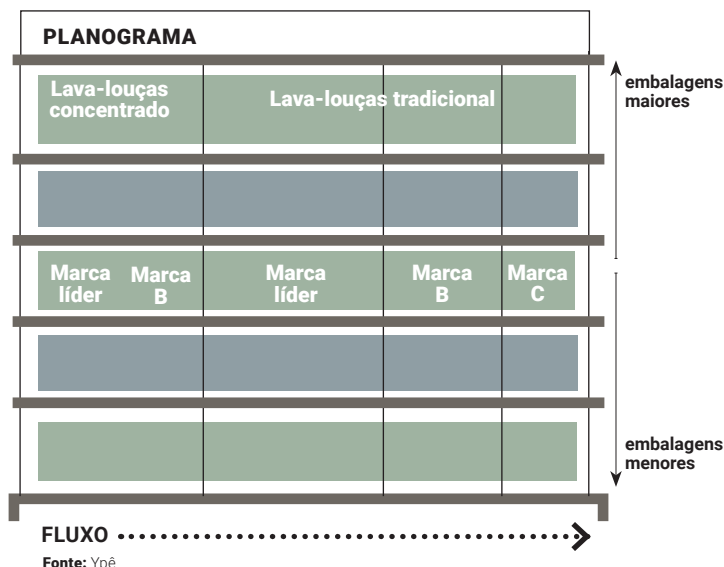 PLANOGRAMA
Lava-louças
concentrado
Lava-louças tradicional
embalagens
maiores
Marca
líder
Marca
B
Marca
líder
Marca
B
Marca
C
embalagens
menores
FLUXO
Fonte: Ypê